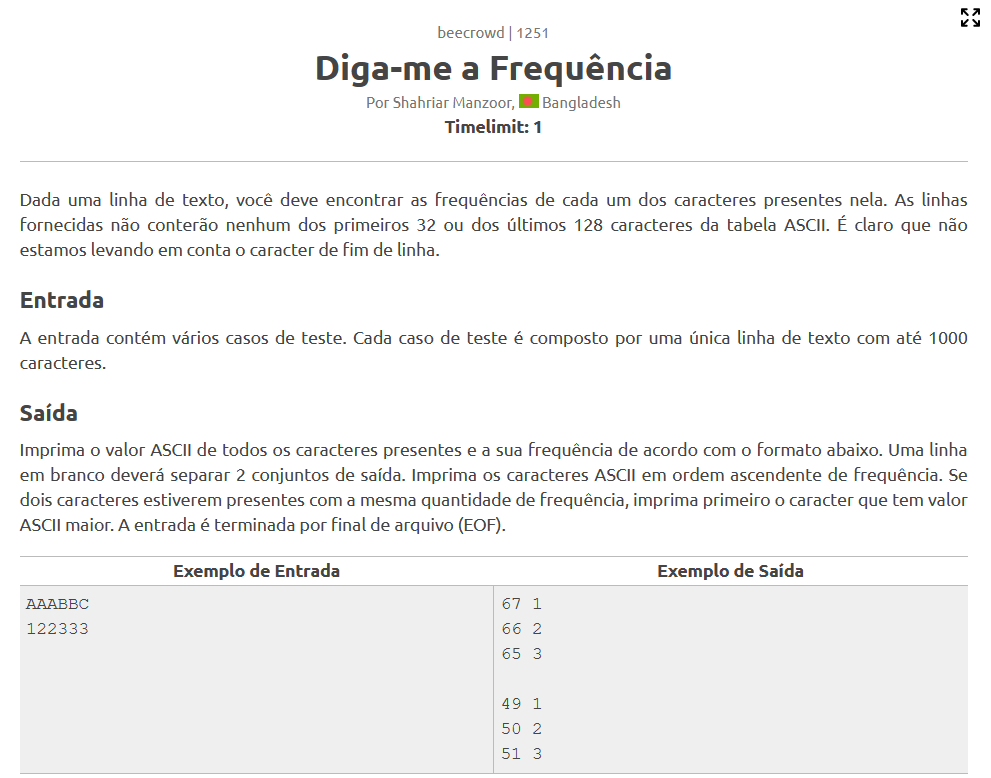 beecrowd | 1251
Diga-me a Frequência
Por Shahriar Manzoor, Bangladesh
Timelimit: 1
Dada uma linha de texto, você deve encontrar as frequências de cada um dos caracteres presentes nela. As linhas
fornecidas não conterão nenhum dos primeiros 32 ou dos últimos 128 caracteres da tabela ASCII. É claro que não
estamos levando em conta o caracter de fim de linha.
Entrada
A entrada contém vários casos de teste. Cada caso de teste é composto por uma única linha de texto com até 1000
caracteres.
Saída
Imprima o valor ASCII de todos os caracteres presentes e a sua frequência de acordo com o formato abaixo. Uma linha
em branco deverá separar 2 conjuntos de saída. Imprima os caracteres ASCII em ordem ascendente de frequência. Se
dois caracteres estiverem presentes com a mesma quantidade de frequência, imprima primeiro o caracter que tem valor
ASCII maior. A entrada é terminada por final de arquivo (EOF).
Exemplo de Entrada
Exemplo de Saída
AAABBC
122333
67 1
66 2
65 3
49 1
50 2
51 3